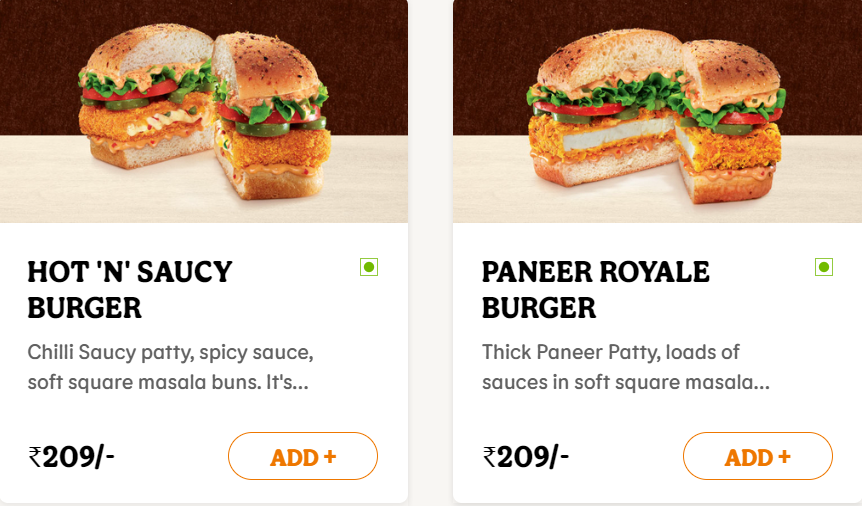 HOT 'N' SAUCY
BURGER
Chilli Saucy patty, spicy sauce,
soft square masala buns. It's...
₹209/-
ADD +
PANEER ROYALE
BURGER
Thick Paneer Patty, loads of
sauces in soft square masala...
₹209/-
ADD +